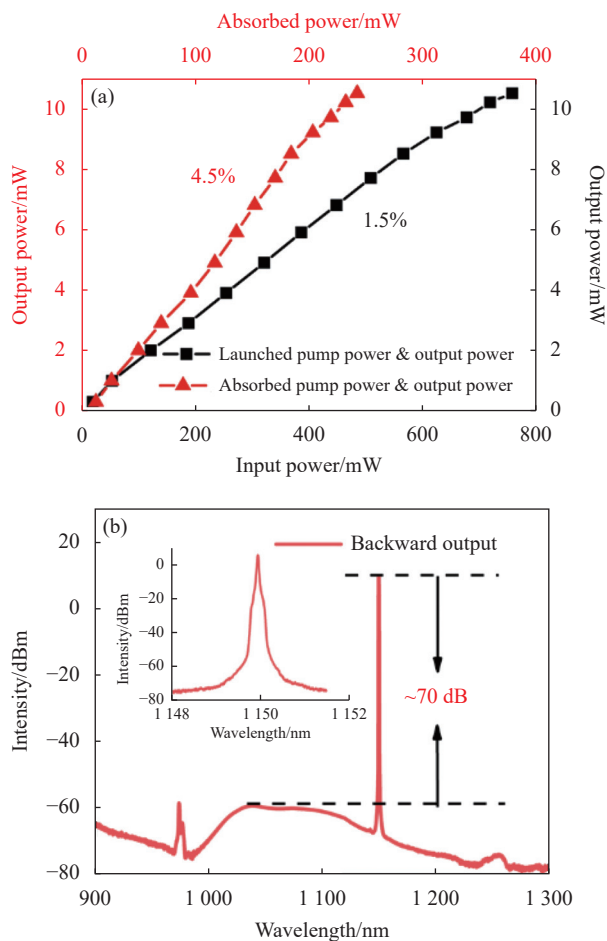 Absorbed power/mW
0 100 200 300 400
(a)
10 10
8 8
4.5%
6 6
1.5%
4 4
2 2
0 0
Output power/mW
Output power/mW
Launched pump power & output power
Absorbed pump power & output power
0 200 400 600 800
Input power/mW
(b)
Backward output
20
0
−20
−40
−60
−80
Intensity/dBm
0
−20
−40
−60
−80
Intensity/dBm
1 148 1 150 1 152
Wavelength/nm
~70 dB
900 1 000 1 100 1 200 1 300
Wavelength/nm